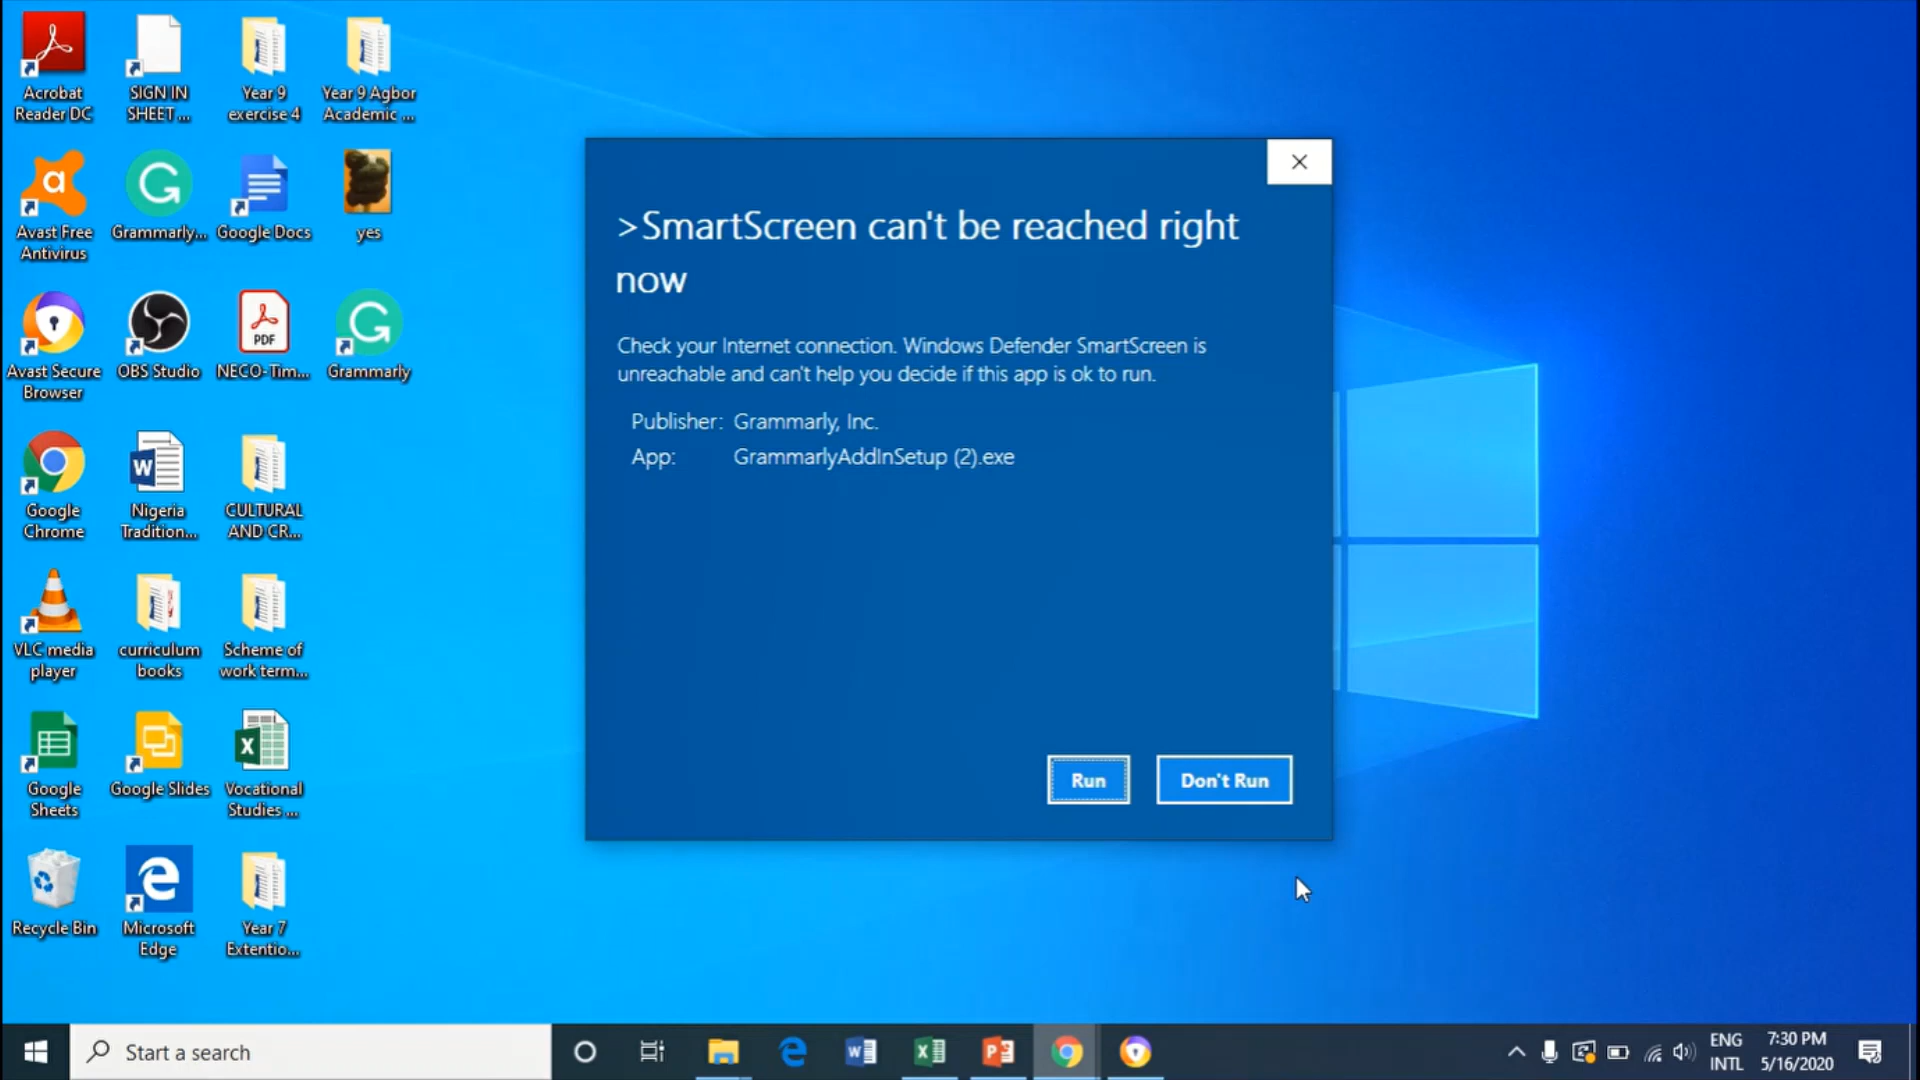 Acrobat
Reader DC
SIGN IN
SHEET ...
Year 9
exercise 4
Year 9 Agbor
Academic ...
Avast Free
Antivirus
Grammarly...
Google Docs
yes
Avast Secure
Browser
OBS Studio
PDF
NECO-Tim...
Grammarly
Google
Chrome
Nigeria
Tradition...
CULTURAL
AND CR...
VLC media
player
curriculum
books
Scheme of
work term...
Google
Sheets
Google Slides
Vocational
Studies ...
Recycle Bin
Microsoft
Edge
Year 7
Extentio...
>SmartScreen can't be reached right
now
Check your Internet connection. Windows Defender SmartScreen is
unreachable and can't help you decide if this app is ok to run.
Publisher: Grammarly, Inc.
App: GrammarlyAddInSetup (2).exe
Run
Don't Run
Start a search
ENG
INTL
7:30 PM
5/16/2020